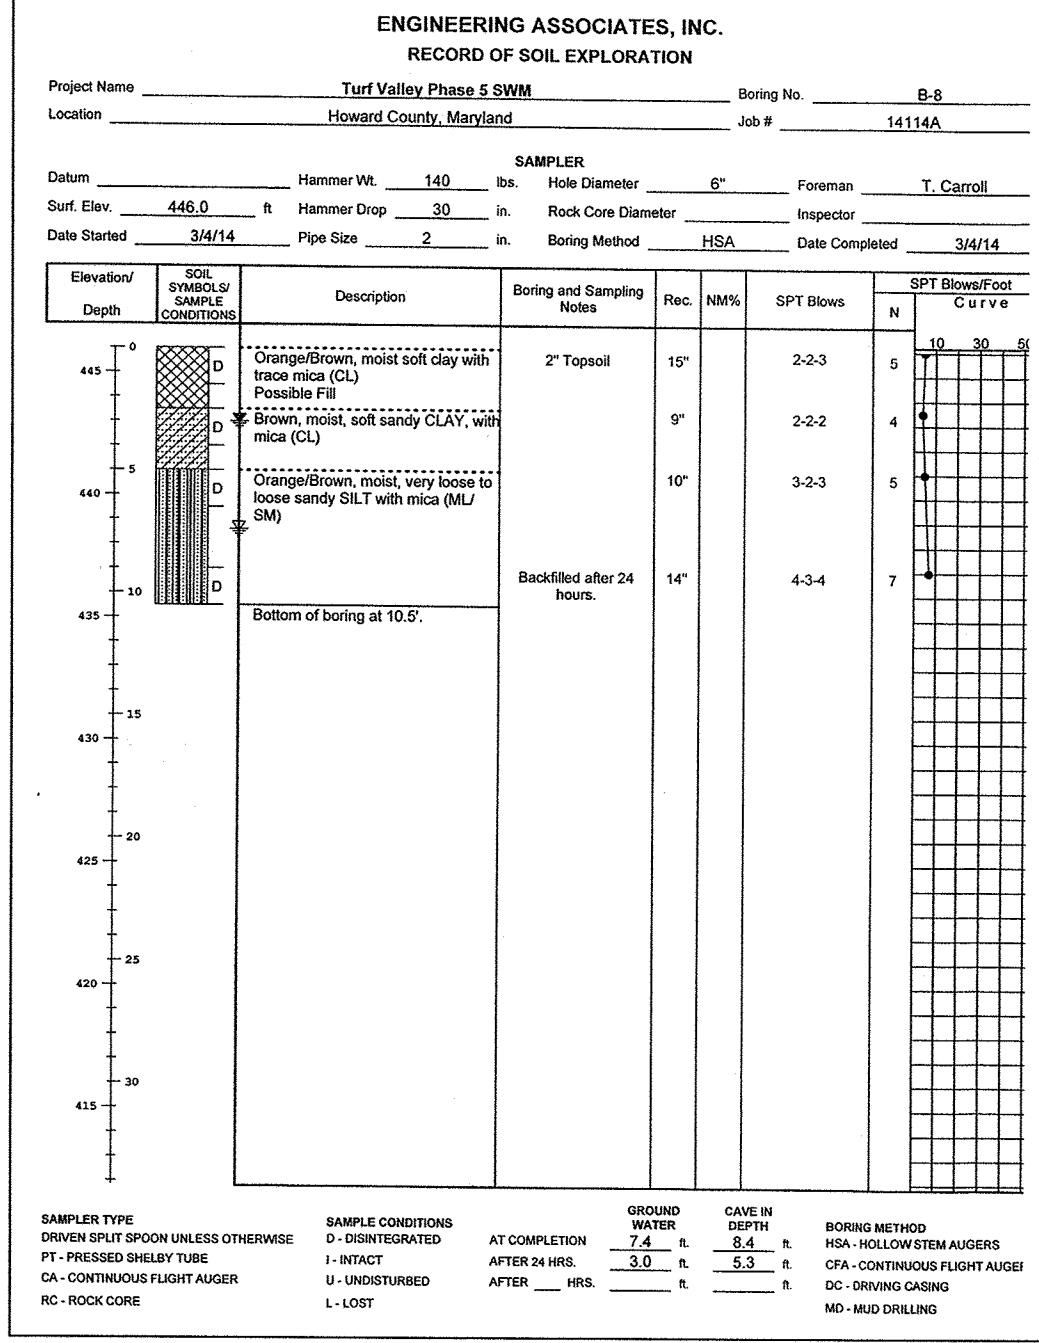 ENGINEERING ASSOCIATES, INC.
RECORD OF SOIL EXPLORATION
Project Name Turf Valley Phase 5 SWM Boring No. B-8
Location Howard County, Maryland Job # 14114A
SAMPLER
Datum Hammer Wt. 140 lbs. Hole Diameter 6" Foreman T. Carroll
Surf. Elev. 446.0 ft Hammer Drop 30 in. Rock Core Diameter Inspector
Date Started 3/4/14 Pipe Size 2 in. Boring Method HSA Date Completed 3/4/14
Elevation/
Depth
SOIL
SYMBOLS/
SAMPLE
CONDITIONS
Description
Boring and Sampling
Notes
Rec.
NM%
SPT Blows
SPT Blows/Foot
Curve
N
10 30 50
0
445
D
Orange/Brown, moist soft clay with
trace mica (CL)
Possible Fill
2" Topsoil
15"
2-2-3
5
D
Brown, moist, soft sandy CLAY, with
mica (CL)
9"
2-2-2
4
5
440
D
Orange/Brown, moist, very loose to
loose sandy SILT with mica (ML/
SM)
10"
3-2-3
5
D
Backfilled after 24
hours.
14"
4-3-4
7
10
435
Bottom of boring at 10.5'.
15
430
20
425
25
420
30
415
SAMPLER TYPE
DRIVEN SPLIT SPOON UNLESS OTHERWISE
PT - PRESSED SHELBY TUBE
CA - CONTINUOUS FLIGHT AUGER
RC - ROCK CORE
SAMPLE CONDITIONS
D - DISINTEGRATED
I - INTACT
U - UNDISTURBED
L - LOST
GROUND
WATER
CAVE IN
DEPTH
AT COMPLETION 7.4 ft. 8.4 ft.
AFTER 24 HRS. 3.0 ft. 5.3 ft.
AFTER ___ HRS. ft. ft.
BORING METHOD
HSA - HOLLOW STEM AUGERS
CFA - CONTINUOUS FLIGHT AUGER
DC - DRIVING CASING
MD - MUD DRILLING